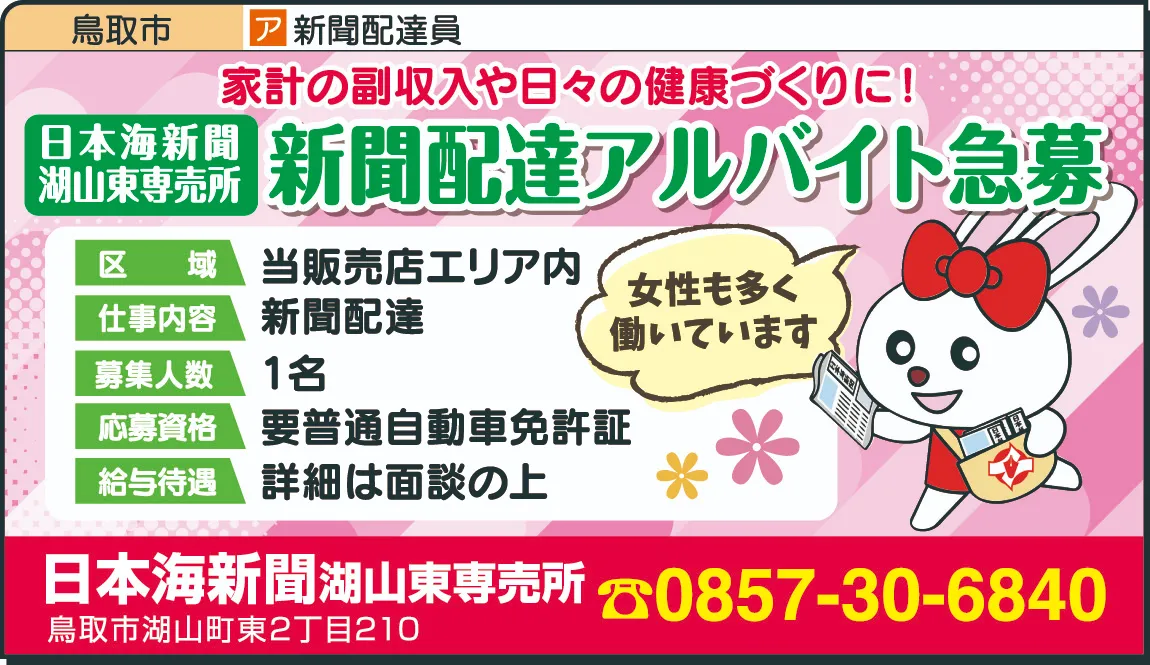 鳥取市
ア 新聞配達員
家計の副収入や日々の健康づくりに！
日本海新聞
湖山東専売所
新聞配達アルバイト急募
区域 当販売店エリア内
仕事内容 新聞配達
募集人数 1名
応募資格 要普通自動車免許証
給与待遇 詳細は面談の上
女性も多く
働いています
日本海新聞
日本海新聞湖山東専売所
鳥取市湖山町東2丁目210
☎0857-30-6840